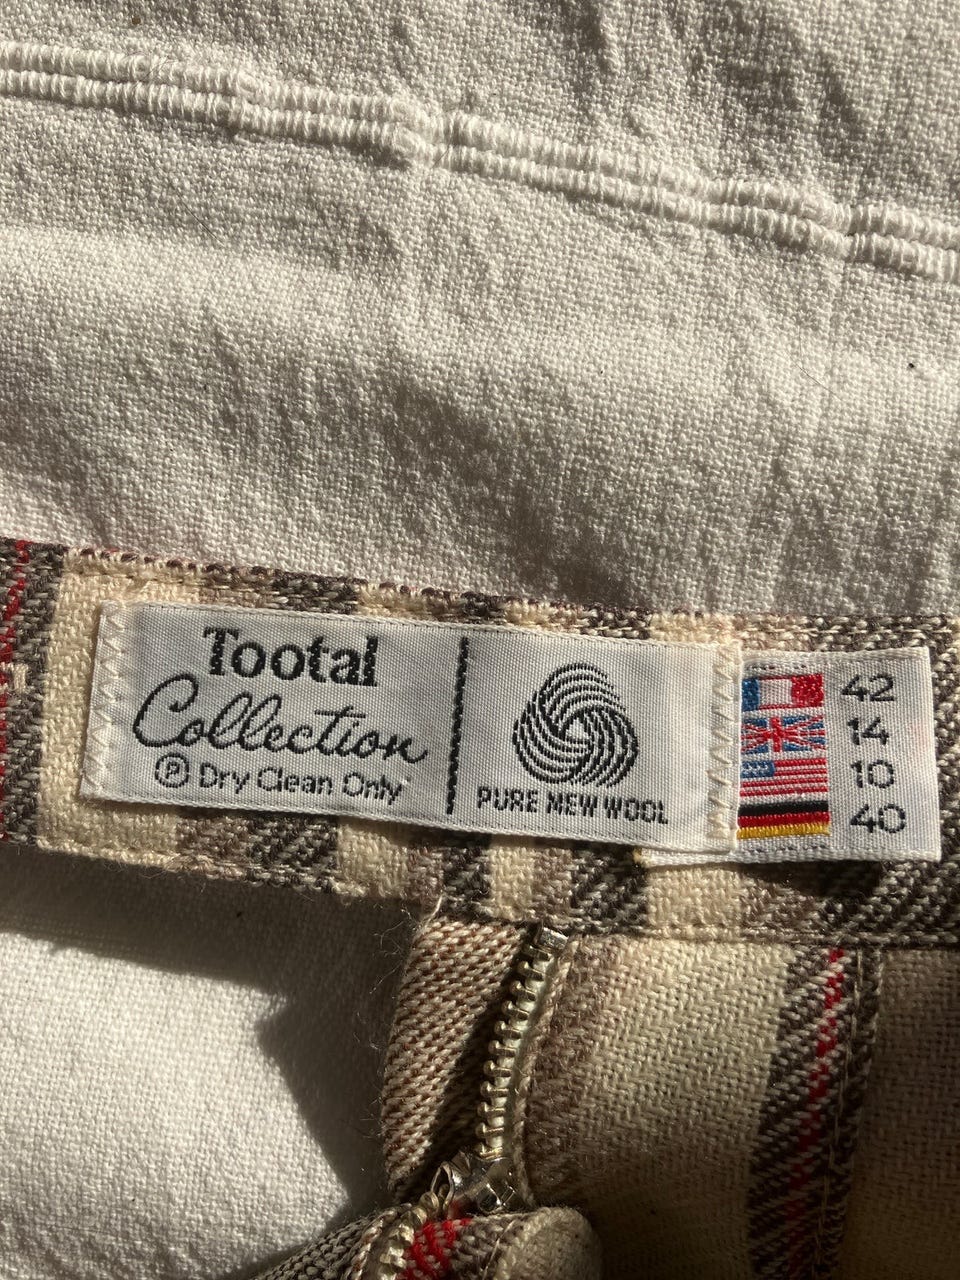 Tootal
Collection
Ⓟ Dry Clean Only
PURE NEW WOOL
42
14
10
40